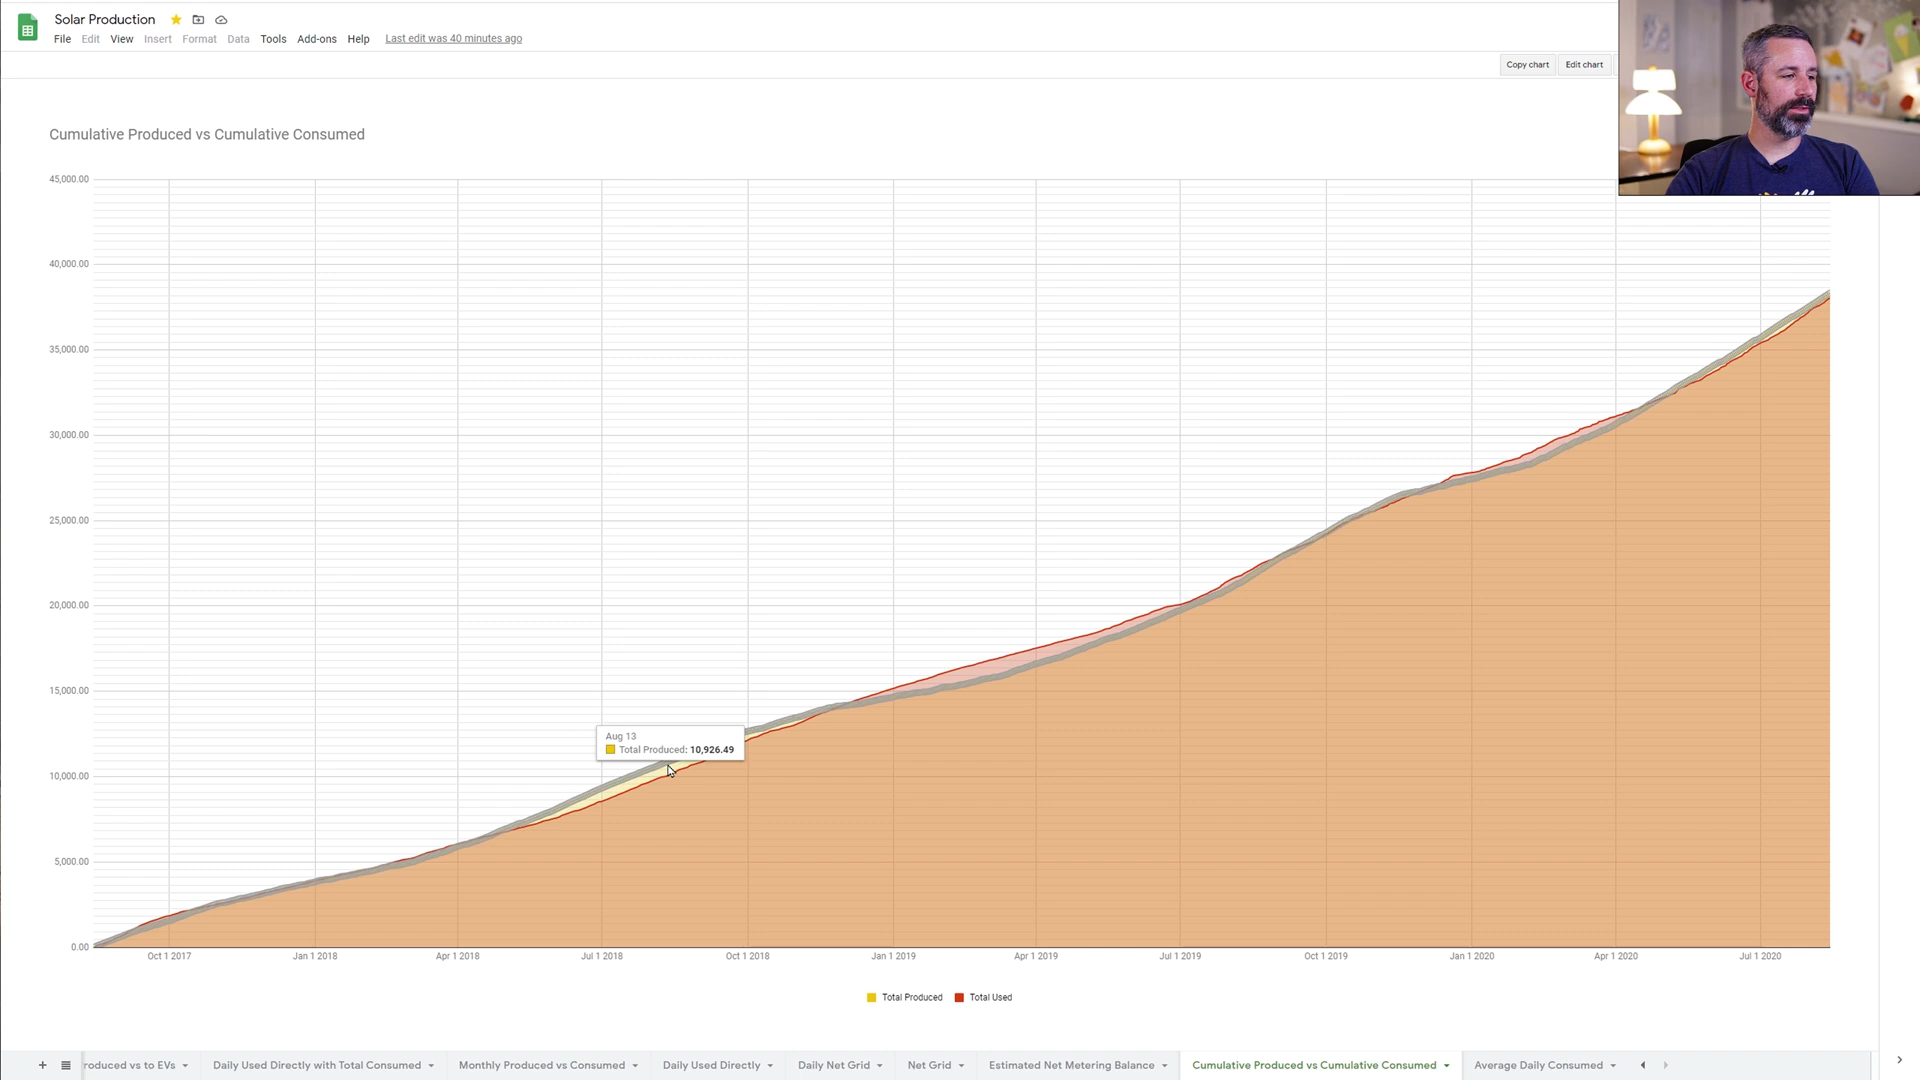 Solar Production
File Edit View Insert Format Data Tools Add-ons Help Last edit was 40 minutes ago
Copy chart Edit chart
Cumulative Produced vs Cumulative Consumed
45,000.00
40,000.00
35,000.00
30,000.00
25,000.00
20,000.00
15,000.00
10,000.00
5,000.00
0.00
Aug 13
Total Produced: 10,926.49
Oct 1 2017 Jan 1 2018 Apr 1 2018 Jul 1 2018 Oct 1 2018 Jan 1 2019 Apr 1 2019 Jul 1 2019 Oct 1 2019 Jan 1 2020 Apr 1 2020 Jul 1 2020
Total Produced Total Used
roduced vs to EVs Daily Used Directly with Total Consumed Monthly Produced vs Consumed Daily Used Directly Daily Net Grid Net Grid Estimated Net Metering Balance Cumulative Produced vs Cumulative Consumed Average Daily Consumed